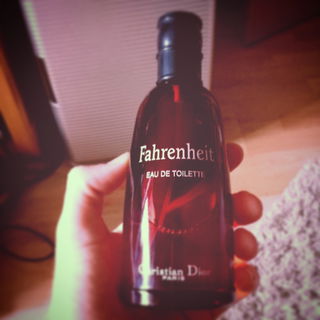 Fahrenheit
EAU DE TOILETTE
Christian Dior
PARIS